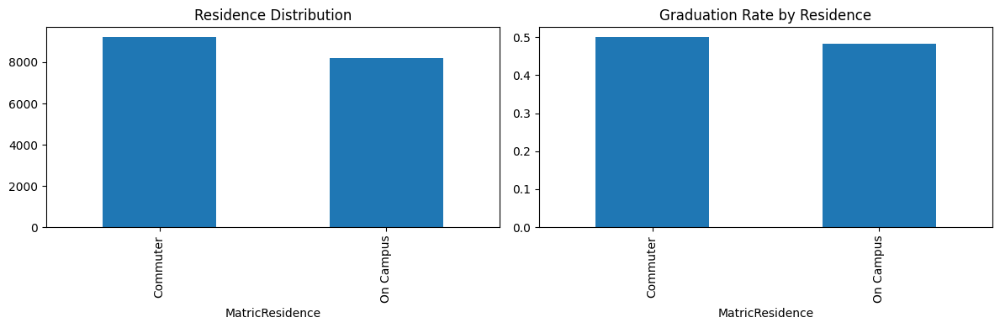 Residence Distribution
8000
6000
4000
2000
0
Commuter
On Campus
MatricResidence
Graduation Rate by Residence
0.5
0.4
0.3
0.2
0.1
0.0
Commuter
On Campus
MatricResidence